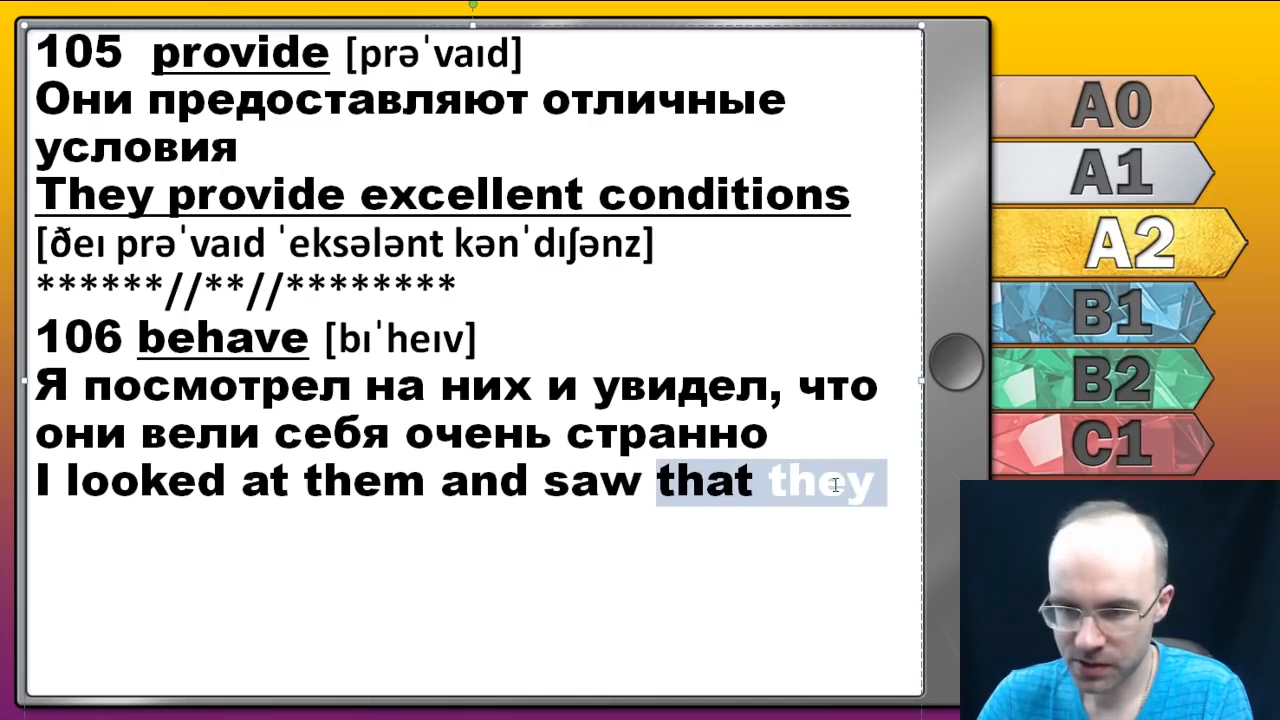 105 provide [prəˈvaɪd]
Они предоставляют отличные
условия
They provide excellent conditions
[ðeɪ prəˈvaɪd ˈeksələnt kənˈdɪʃənz]
******//**//********
106 behave [bɪˈheɪv]
Я посмотрел на них и увидел, что
они вели себя очень странно
I looked at them and saw that they
A0
A1
A2
B1
B2
C1